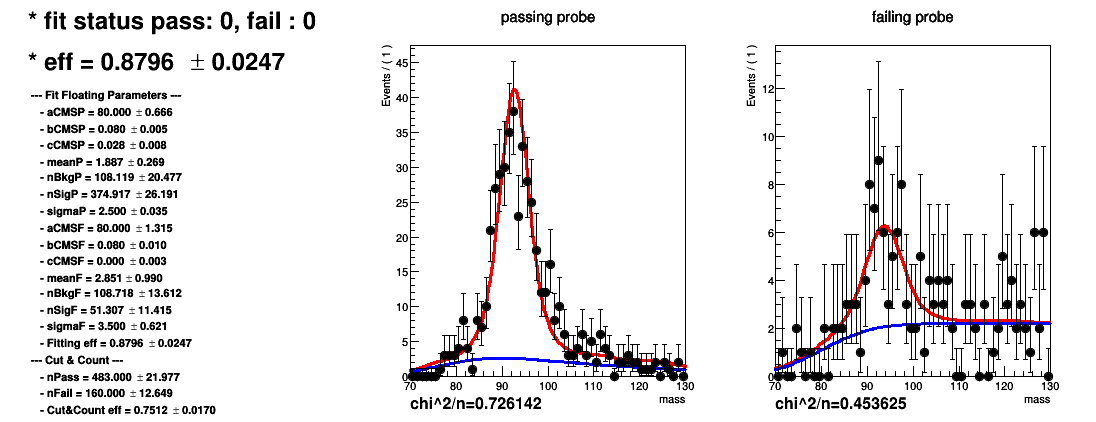 * fit status pass: 0, fail : 0
* eff = 0.8796 ± 0.0247
--- Fit Floating Parameters ---
- aCMSP = 80.000 ± 0.666
- bCMSP = 0.080 ± 0.005
- cCMSP = 0.028 ± 0.008
- meanP = 1.887 ± 0.269
- nBkgP = 108.119 ± 20.477
- nSigP = 374.917 ± 26.191
- sigmaP = 2.500 ± 0.035
- aCMSF = 80.000 ± 1.315
- bCMSF = 0.080 ± 0.010
- cCMSF = 0.000 ± 0.003
- meanF = 2.851 ± 0.990
- nBkgF = 108.718 ± 13.612
- nSigF = 51.307 ± 11.415
- sigmaF = 3.500 ± 0.621
- Fitting eff = 0.8796 ± 0.0247
--- Cut & Count ---
- nPass = 483.000 ± 21.977
- nFail = 160.000 ± 12.649
- Cut&Count eff = 0.7512 ± 0.0170
passing probe
Events / ( 1 )
45
40
35
30
25
20
15
10
5
0
70 80 90 100 110 120 130
mass
chi^2/n=0.726142
failing probe
Events / ( 1 )
12
10
8
6
4
2
0
70 80 90 100 110 120 130
mass
chi^2/n=0.453625